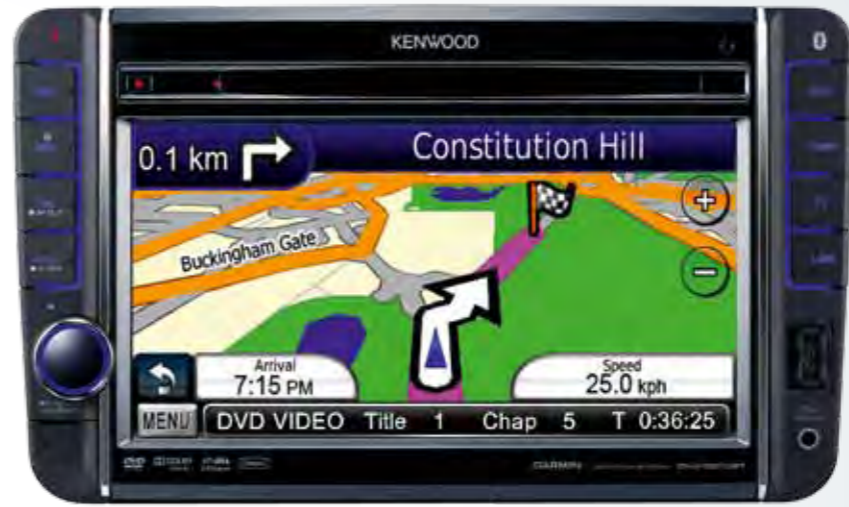 KENWOOD
0.1 km
Constitution Hill
Buckingham Gate
Arrival
7:15 PM
Speed
25.0 kph
MENU
DVD VIDEO Title 1 Chap 5 T 0:36:25
GARMIN